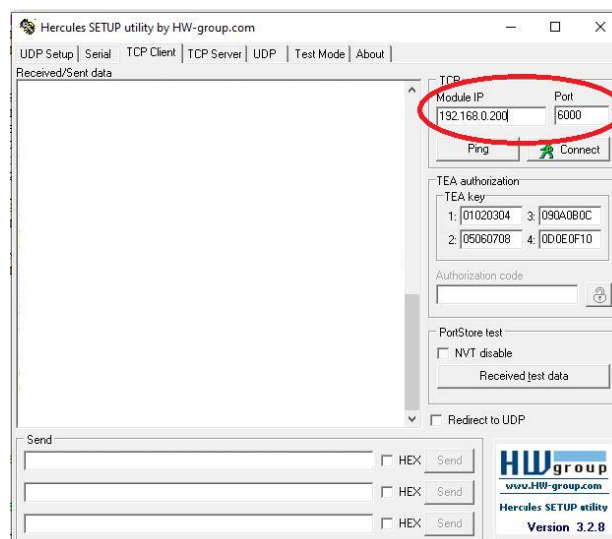 Hercules SETUP utility by HW-group.com
UDP Setup Serial TCP Client TCP Server UDP Test Mode About
Received/Sent data
TCP
Module IP Port
192.168.0.200 6000
Ping Connect
TEA authorization
TEA key
1: 01020304 3: 090A0B0C
2: 05060708 4: 0D0E0F10
Authorization code
PortStore test
NVT disable
Received test data
Redirect to UDP
Send
HEX Send
HEX Send
HEX Send
HW group
www.HW-group.com
Hercules SETUP utility
Version 3.2.8